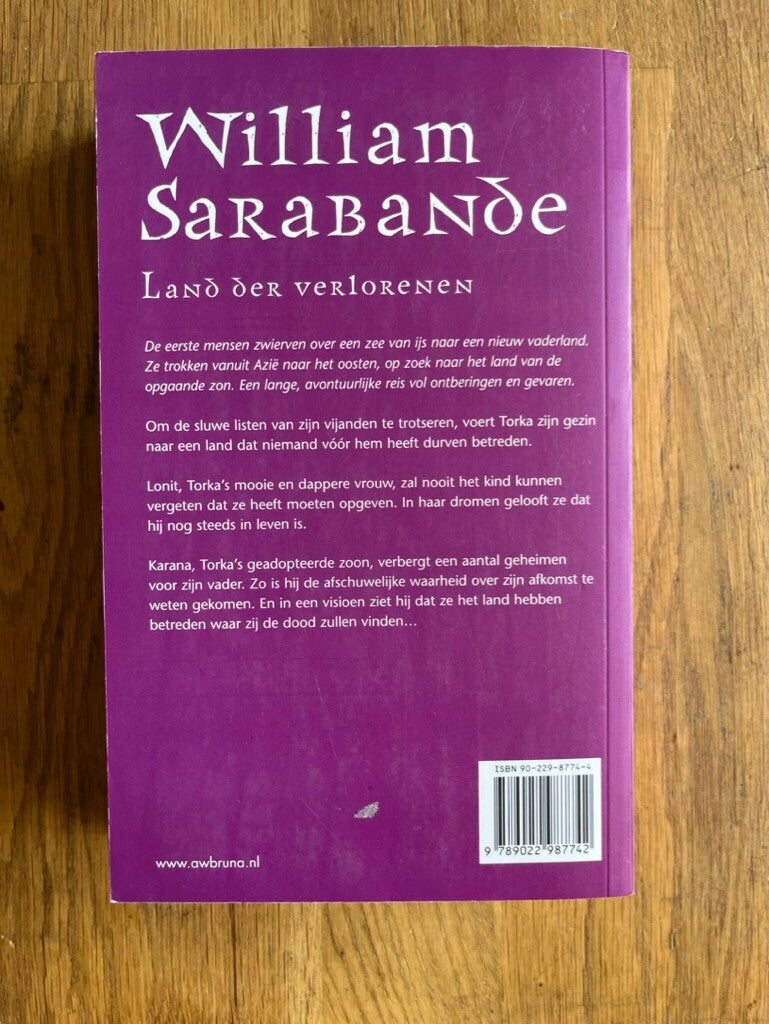 William
Sarabande
Land der verlorenen
De eerste mensen zwierven over een zee van ijs naar een nieuw vaderland.
Ze trokken vanuit Azië naar het oosten, op zoek naar het land van de
opgaande zon. Een lange, avontuurlijke reis vol ontberingen en gevaren.
Om de sluwe listen van zijn vijanden te trotseren, voert Torka zijn gezin
naar een land dat niemand vóór hem heeft durven betreden.
Lonit, Torka's mooie en dappere vrouw, zal nooit het kind kunnen
vergeten dat ze heeft moeten opgeven. In haar dromen gelooft ze dat
hij nog steeds in leven is.
Karana, Torka's geadopteerde zoon, verbergt een aantal geheimen
voor zijn vader. Zo is hij de afschuwelijke waarheid over zijn afkomst te
weten gekomen. En in een visioen ziet hij dat ze het land hebben
betreden waar zij de dood zullen vinden...
ISBN 90-229-8774-4
9 789022 987742
www.awbruna.nl